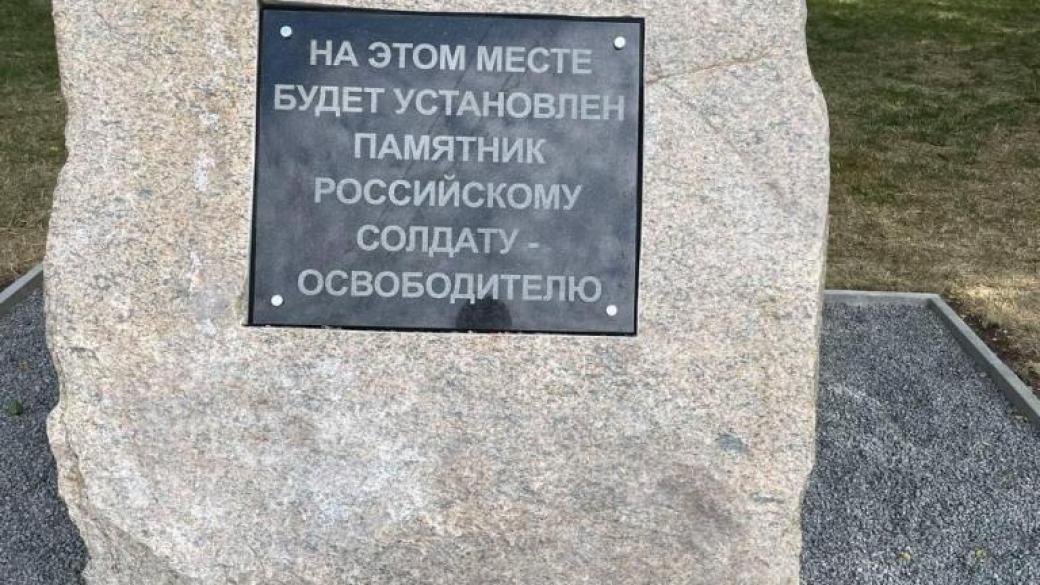 НА ЭТОМ МЕСТЕ
БУДЕТ УСТАНОВЛЕН
ПАМЯТНИК
РОССИЙСКОМУ
СОЛДАТУ -
ОСВОБОДИТЕЛЮ